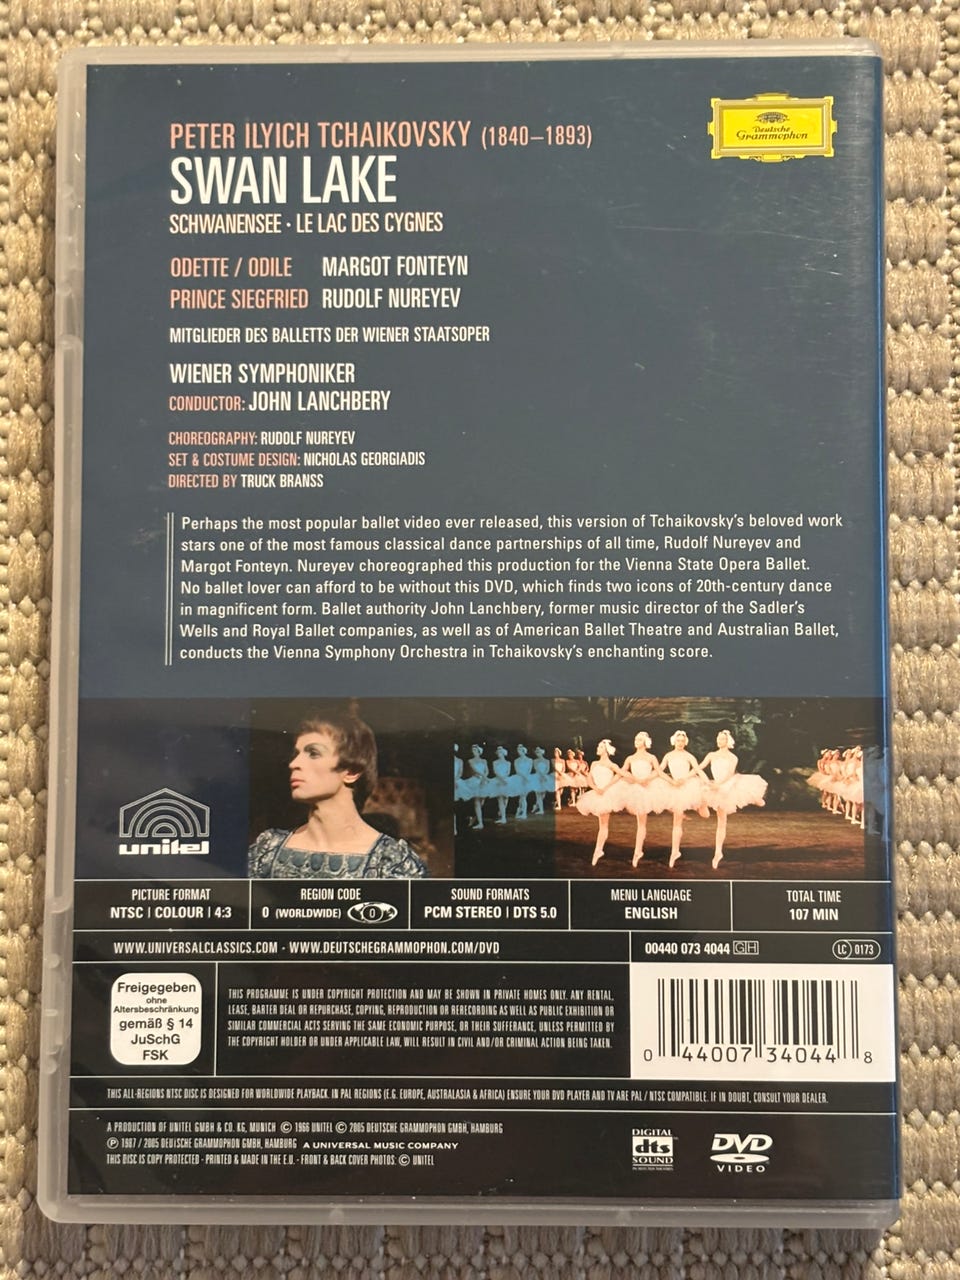 PETER ILYICH TCHAIKOVSKY (1840–1893)
Deutsche
Grammophon
SWAN LAKE
SCHWANENSEE · LE LAC DES CYGNES
ODETTE / ODILE MARGOT FONTEYN
PRINCE SIEGFRIED RUDOLF NUREYEV
MITGLIEDER DES BALLETTS DER WIENER STAATSOPER
WIENER SYMPHONIKER
CONDUCTOR: JOHN LANCHBERY
CHOREOGRAPHY: RUDOLF NUREYEV
SET & COSTUME DESIGN: NICHOLAS GEORGIADIS
DIRECTED BY TRUCK BRANSS
Perhaps the most popular ballet video ever released, this version of Tchaikovsky's beloved work
stars one of the most famous classical dance partnerships of all time, Rudolf Nureyev and
Margot Fonteyn. Nureyev choreographed this production for the Vienna State Opera Ballet.
No ballet lover can afford to be without this DVD, which finds two icons of 20th-century dance
in magnificent form. Ballet authority John Lanchbery, former music director of the Sadler's
Wells and Royal Ballet companies, as well as of American Ballet Theatre and Australian Ballet,
conducts the Vienna Symphony Orchestra in Tchaikovsky's enchanting score.
unitel
PICTURE FORMAT
NTSC | COLOUR | 4:3
REGION CODE
0 (WORLDWIDE) 0
SOUND FORMATS
PCM STEREO | DTS 5.0
MENU LANGUAGE
ENGLISH
TOTAL TIME
107 MIN
WWW.UNIVERSALCLASSICS.COM · WWW.DEUTSCHEGRAMMOPHON.COM/DVD
00440 073 4044 GH
LC 0173
Freigegeben
ohne
Altersbeschränkung
gemäß § 14
JuSchG
FSK
THIS PROGRAMME IS UNDER COPYRIGHT PROTECTION AND MAY BE SHOWN IN PRIVATE HOMES ONLY. ANY RENTAL,
LEASE, BARTER DEAL OR REPURCHASE, COPYING, REPRODUCTION OR RERECORDING AS WELL AS PUBLIC EXHIBITION OR
SIMILAR COMMERCIAL ACTS SERVING THE SAME ECONOMIC PURPOSE, OR THEIR SUFFERANCE, UNLESS PERMITTED BY
THE COPYRIGHT HOLDER OR UNDER APPLICABLE LAW, WILL RESULT IN CIVIL AND/OR CRIMINAL ACTION BEING TAKEN.
0 44007 34044 8
THIS ALL-REGIONS NTSC DISC IS DESIGNED FOR WORLDWIDE PLAYBACK. IN PAL REGIONS (E.G. EUROPE, AUSTRALASIA & AFRICA) ENSURE YOUR DVD PLAYER AND TV ARE PAL / NTSC COMPATIBLE. IF IN DOUBT, CONSULT YOUR DEALER.
A PRODUCTION OF UNITEL GMBH & CO. KG, MUNICH © 1966 UNITEL © 2005 DEUTSCHE GRAMMOPHON GMBH, HAMBURG
℗ 1987 / 2005 DEUTSCHE GRAMMOPHON GMBH, HAMBURG A UNIVERSAL MUSIC COMPANY
THIS DISC IS COPY PROTECTED · PRINTED & MADE IN THE E.U. · FRONT & BACK COVER PHOTOS: © UNITEL
DIGITAL
dts
SOUND
DVD
VIDEO